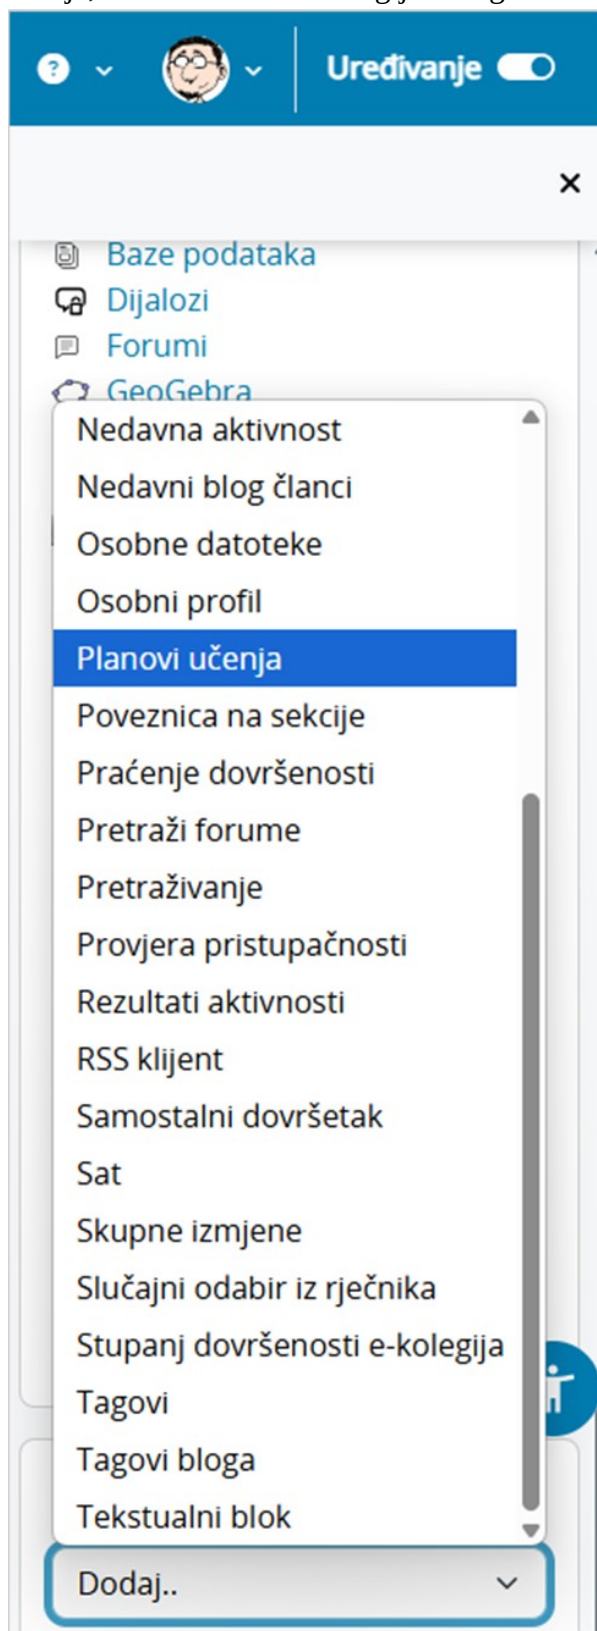 Uređivanje
Baze podataka
Dijalozi
Forumi
GeoGebra
Nedavna aktivnost
Nedavni blog članci
Osobne datoteke
Osobni profil
Planovi učenja
Poveznica na sekcije
Praćenje dovršenosti
Pretraži forume
Pretraživanje
Provjera pristupačnosti
Rezultati aktivnosti
RSS klijent
Samostalni dovršetak
Sat
Skupne izmjene
Slučajni odabir iz rječnika
Stupanj dovršenosti e-kolegija
Tagovi
Tagovi bloga
Tekstualni blok
Dodaj..